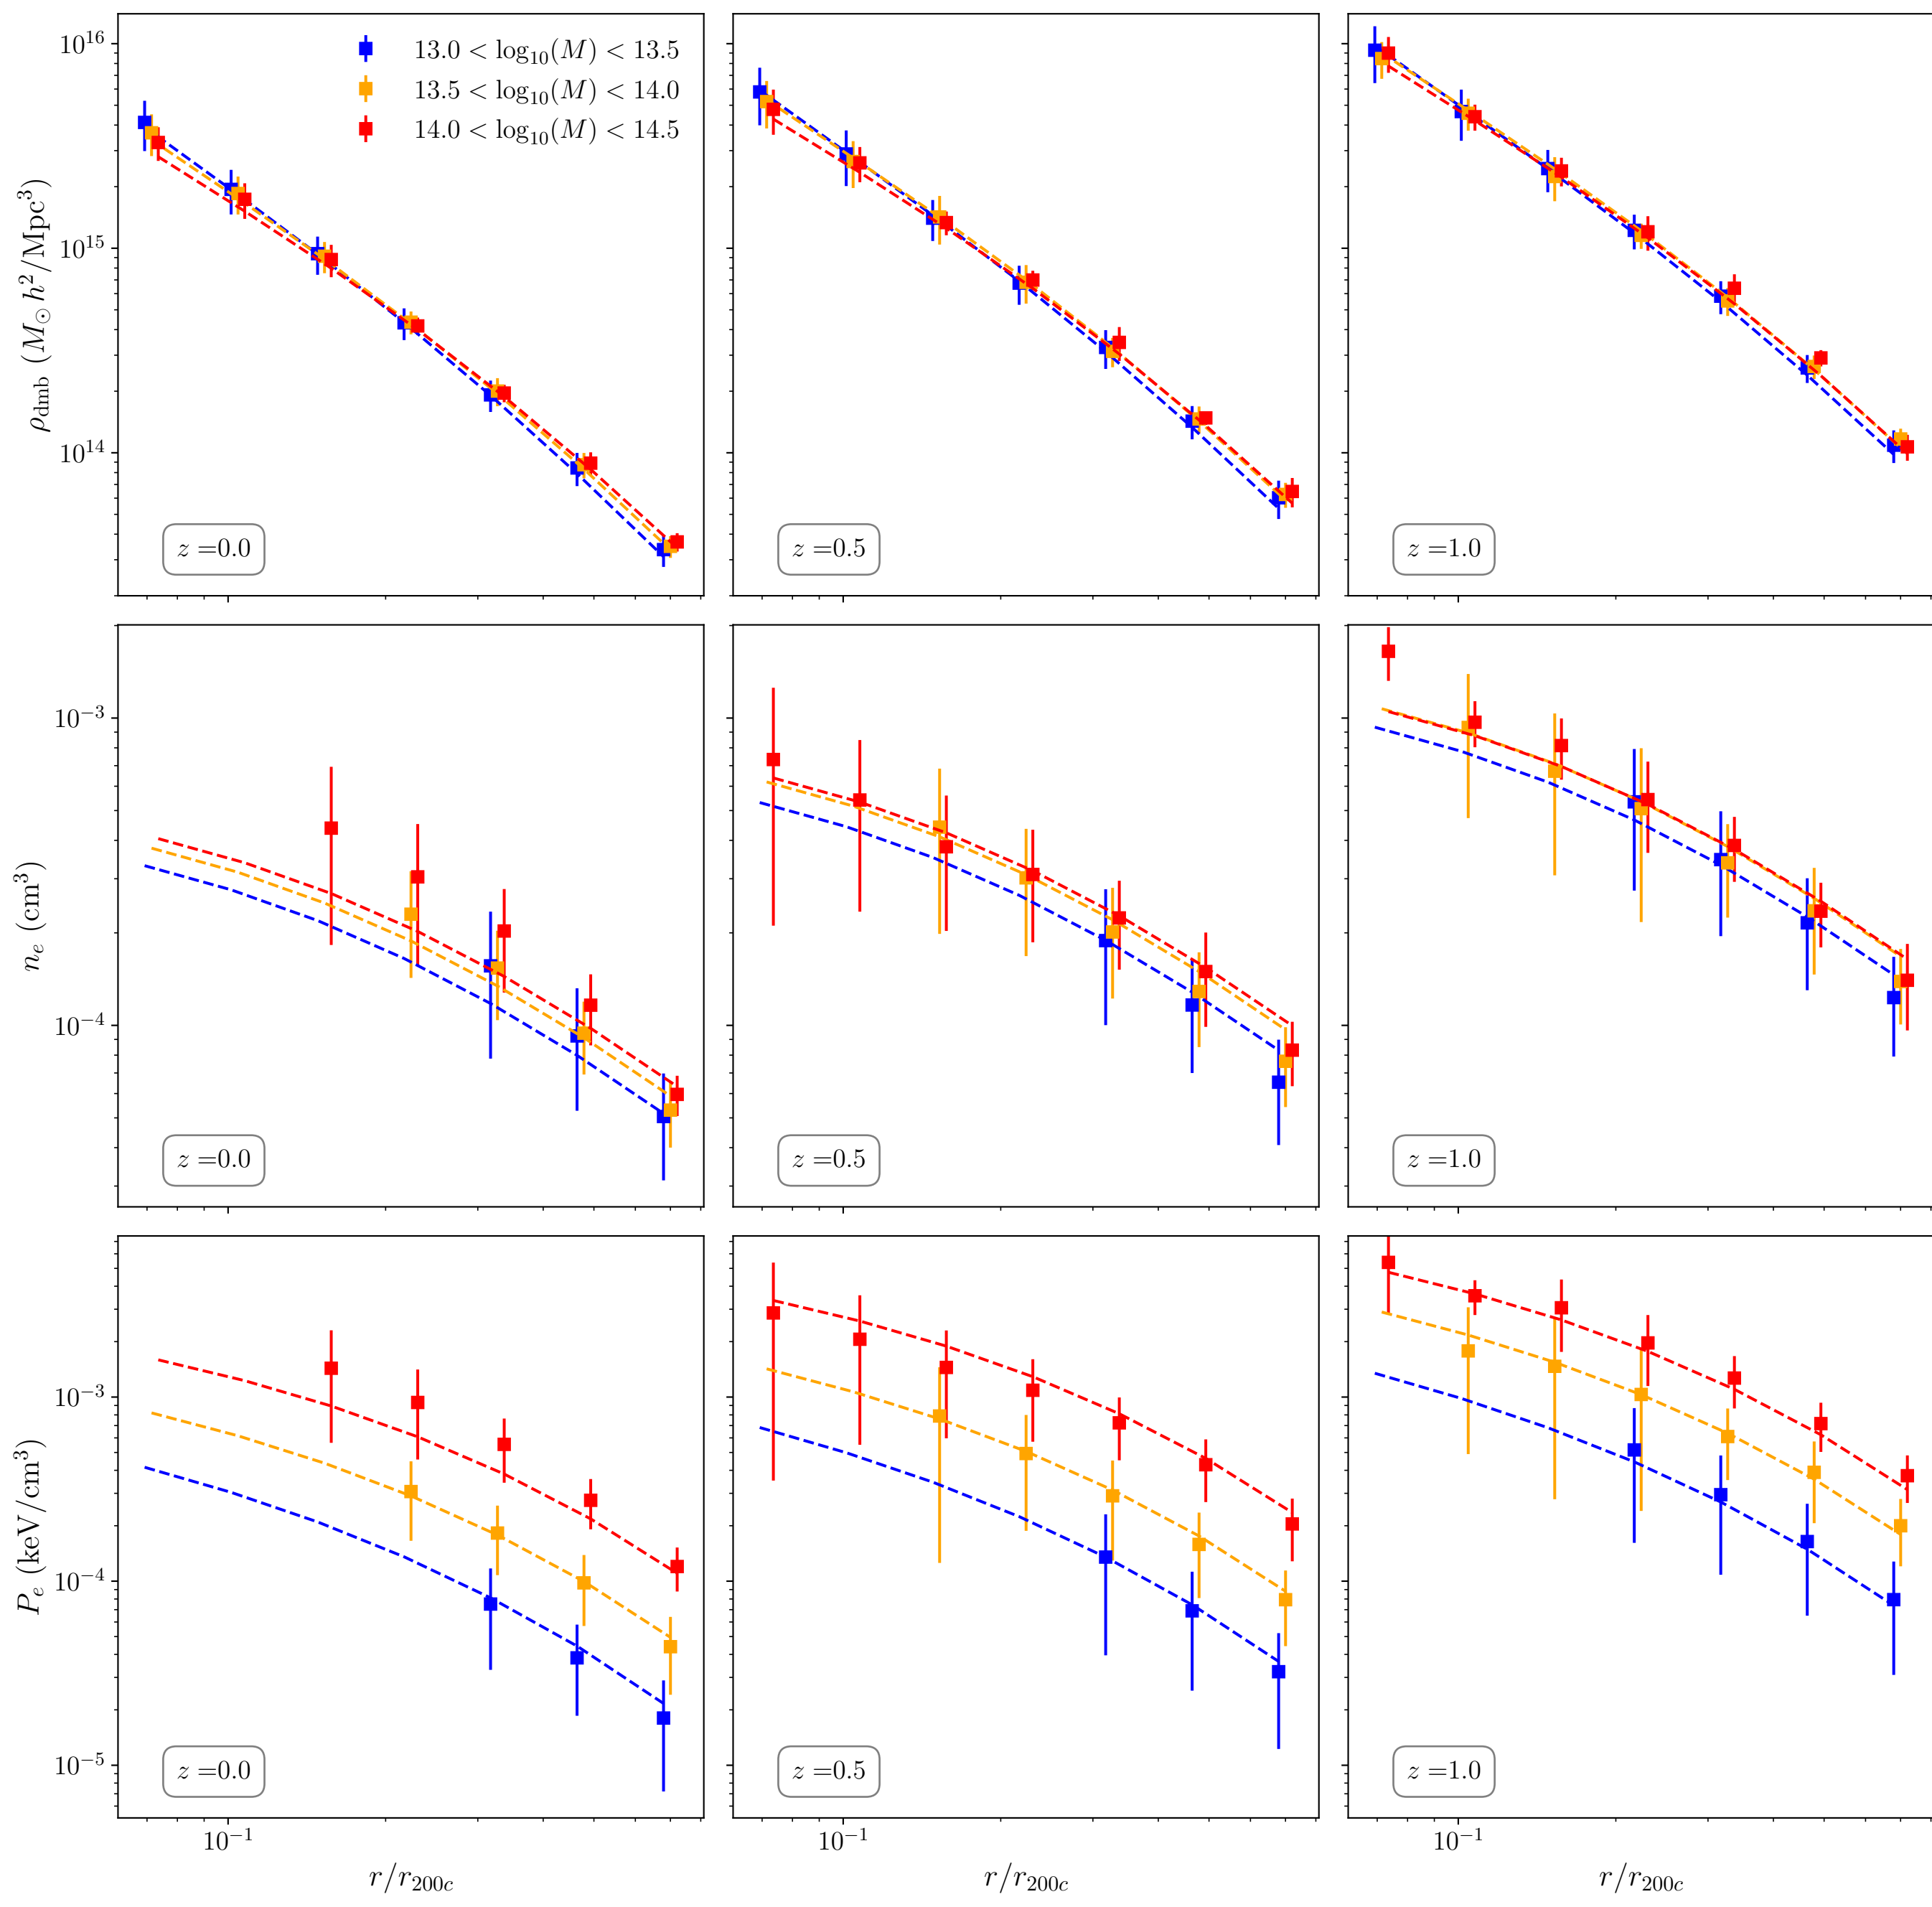 10^16
10^15
10^14
ρ_dmb (M_⊙ h^2/Mpc^3)
13.0 < log_10(M) < 13.5
13.5 < log_10(M) < 14.0
14.0 < log_10(M) < 14.5
z =0.0
z =0.5
z =1.0
10^−3
10^−4
n_e (cm^3)
z =0.0
z =0.5
z =1.0
10^−3
10^−4
10^−5
P_e (keV/cm^3)
z =0.0
z =0.5
z =1.0
10^−1
10^−1
10^−1
r/r_200c
r/r_200c
r/r_200c